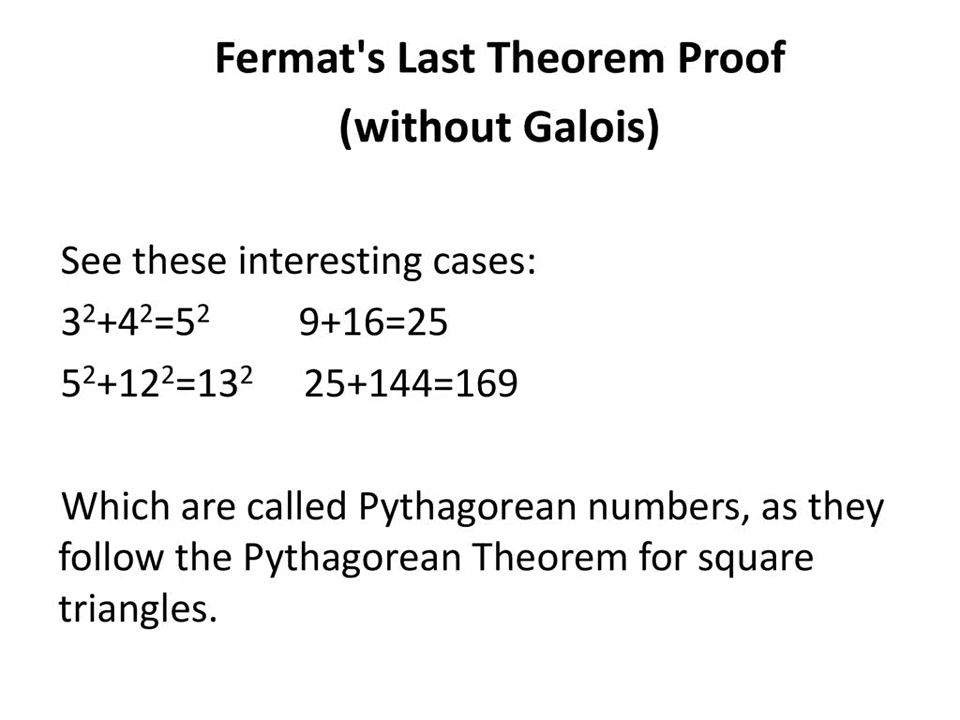 Fermat's Last Theorem Proof
(without Galois)
See these interesting cases:
3²+4²=5² 9+16=25
5²+12²=13² 25+144=169
Which are called Pythagorean numbers, as they
follow the Pythagorean Theorem for square
triangles.